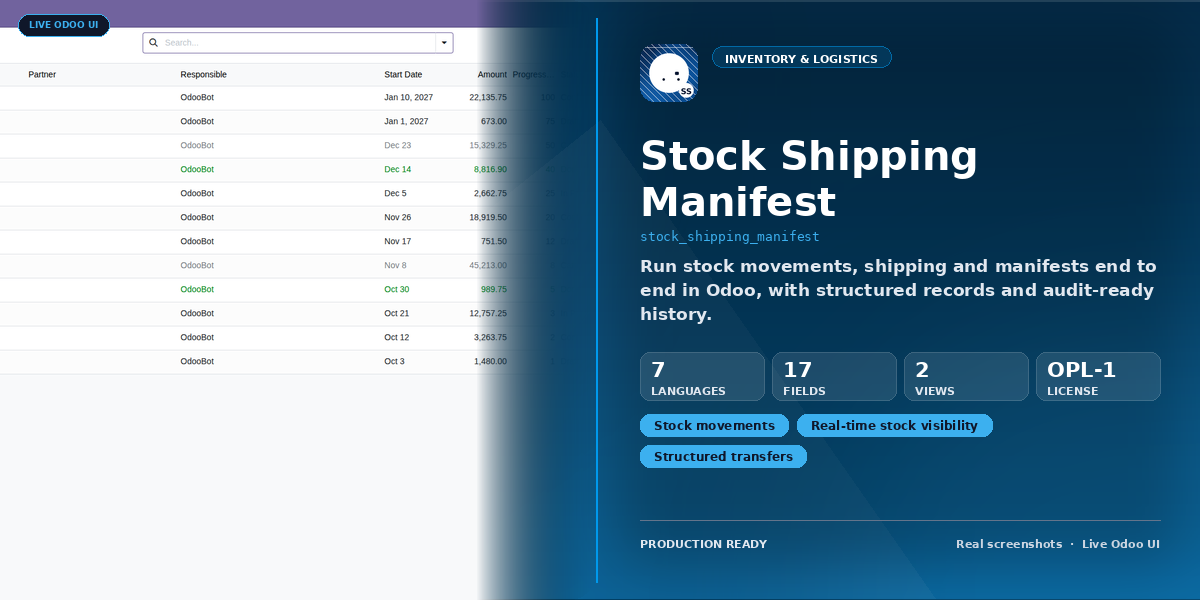 LIVE ODOO UI
Search...
Partner Responsible Start Date Amount Progress
OdooBot Jan 10, 2027 22,135.75
OdooBot Jan 1, 2027 673.00
OdooBot Dec 23 15,329.25
OdooBot Dec 14 8,816.90
OdooBot Dec 5 2,662.75
OdooBot Nov 26 18,919.50
OdooBot Nov 17 751.50
OdooBot Nov 8 45,213.00
OdooBot Oct 30 989.75
OdooBot Oct 21 12,757.25
OdooBot Oct 12 3,263.75
OdooBot Oct 3 1,480.00
SS
INVENTORY & LOGISTICS
Stock Shipping
Manifest
stock_shipping_manifest
Run stock movements, shipping and manifests end to
end in Odoo, with structured records and audit-ready
history.
7 17 2 OPL-1
LANGUAGES FIELDS VIEWS LICENSE
Stock movements Real-time stock visibility
Structured transfers
PRODUCTION READY Real screenshots · Live Odoo UI